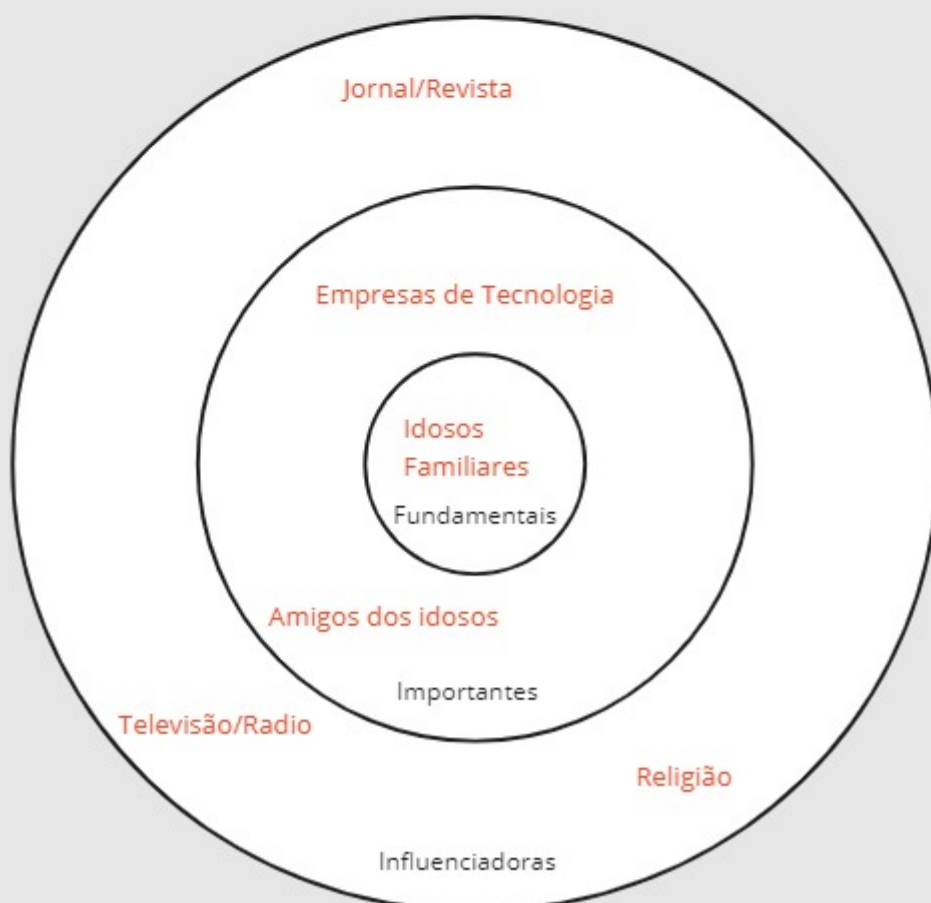 Jornal/Revista
Empresas de Tecnologia
Idosos
Familiares
Fundamentais
Amigos dos idosos
Importantes
Televisão/Radio
Religião
Influenciadoras